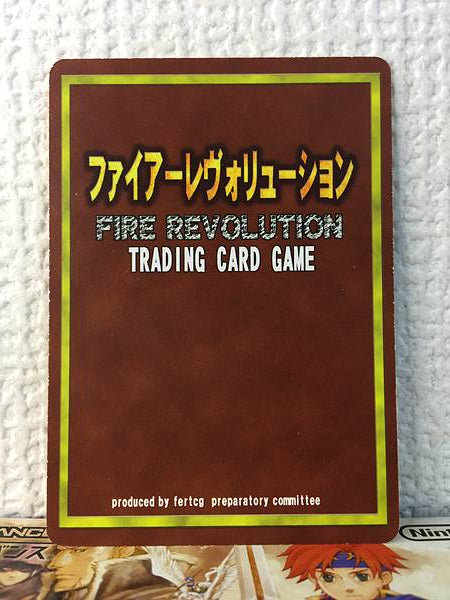 ファイアーレヴォリューション
FIRE REVOLUTION
TRADING CARD GAME
produced by fertcg preparatory committee